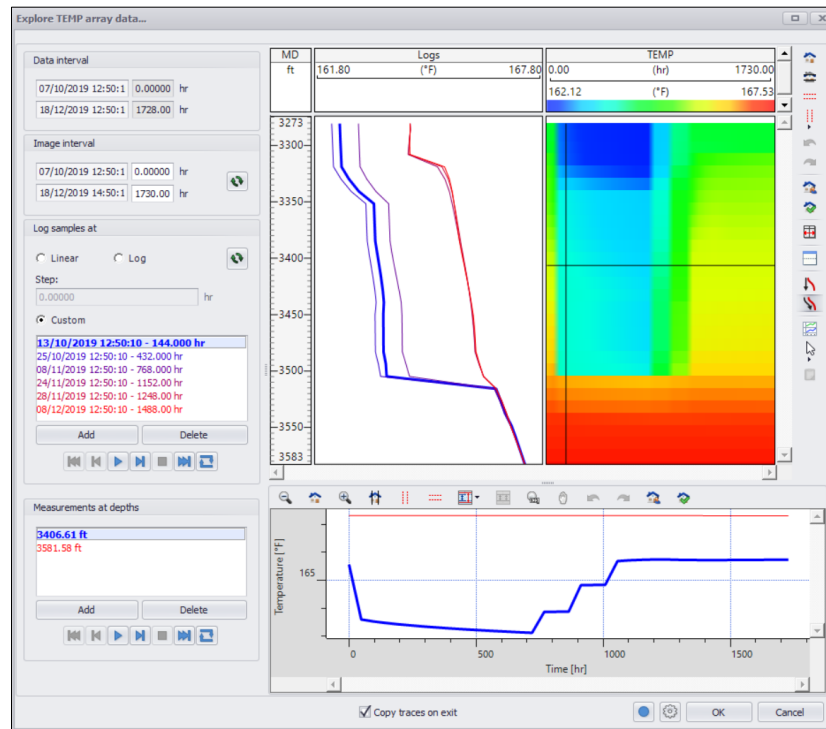 Explore TEMP array data...
Data interval
07/10/2019 12:50:1 0.00000 hr
18/12/2019 12:50:1 1728.00 hr
Image interval
07/10/2019 12:50:1 0.00000 hr
18/12/2019 14:50:1 1730.00 hr
Log samples at
Linear Log
Step:
0.00000 hr
Custom
13/10/2019 12:50:10 - 144.000 hr
25/10/2019 12:50:10 - 432.000 hr
08/11/2019 12:50:10 - 768.000 hr
24/11/2019 12:50:10 - 1152.00 hr
28/11/2019 12:50:10 - 1248.00 hr
08/12/2019 12:50:10 - 1488.00 hr
Add Delete
Measurements at depths
3406.61 ft
3581.58 ft
Add Delete
MD Logs TEMP
ft 161.80 (°F) 167.80 0.00 (hr) 1730.00
162.12 (°F) 167.53
3273
3300
3350
3400
3450
3500
3550
3583
Temperature [°F]
165
0 500 1000 1500
Time [hr]
Copy traces on exit
OK Cancel